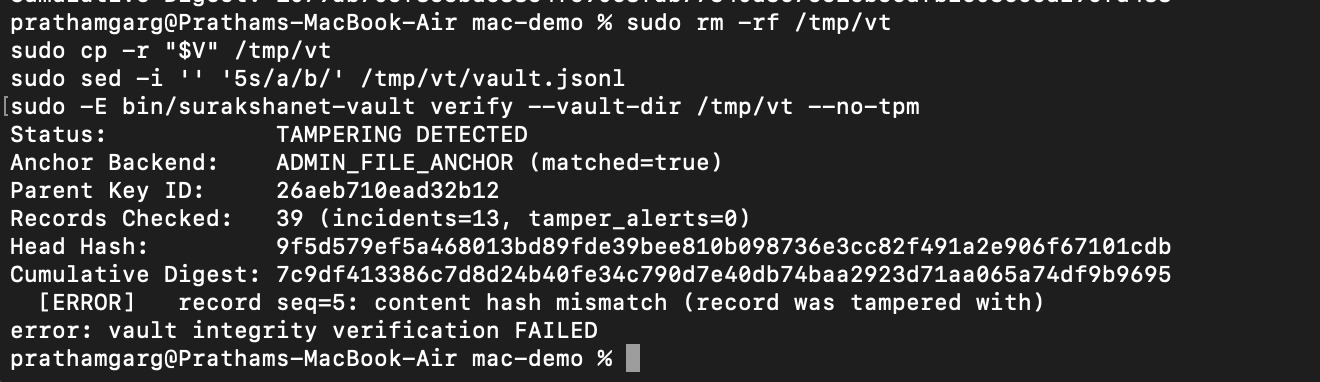 prathamgarg@Prathams-MacBook-Air mac-demo % sudo rm -rf /tmp/vt
sudo cp -r "$V" /tmp/vt
sudo sed -i '' '5s/a/b/' /tmp/vt/vault.jsonl
sudo -E bin/surakshanet-vault verify --vault-dir /tmp/vt --no-tpm
Status: TAMPERING DETECTED
Anchor Backend: ADMIN_FILE_ANCHOR (matched=true)
Parent Key ID: 26aeb710ead32b12
Records Checked: 39 (incidents=13, tamper_alerts=0)
Head Hash: 9f5d579ef5a468013bd89fde39bee810b098736e3cc82f491a2e906f67101cdb
Cumulative Digest: 7c9df413386c7d8d24b40fe34c790d7e40db74baa2923d71aa065a74df9b9695
[ERROR] record seq=5: content hash mismatch (record was tampered with)
error: vault integrity verification FAILED
prathamgarg@Prathams-MacBook-Air mac-demo %